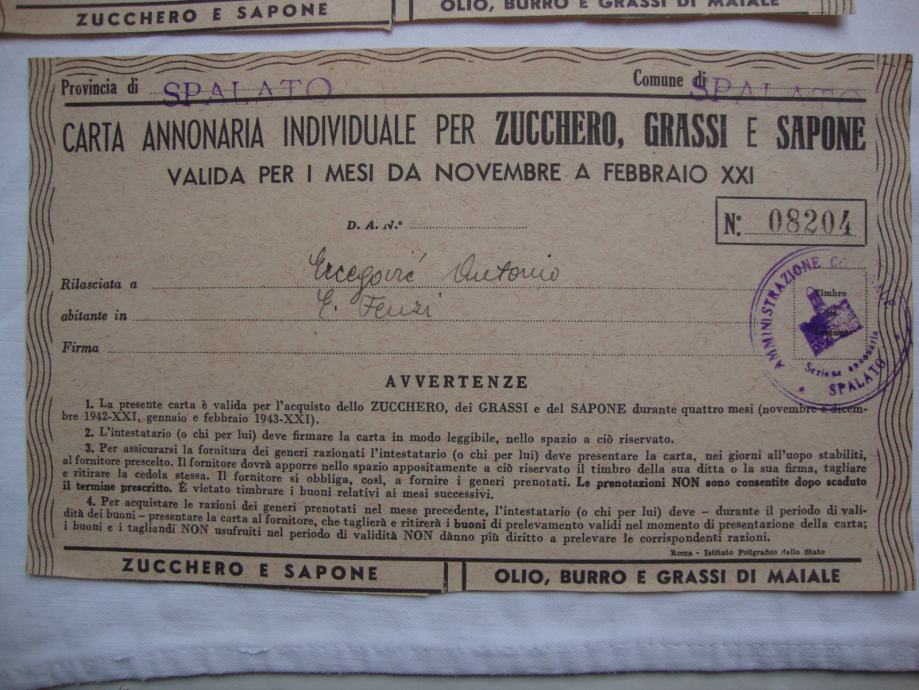 ZUCCHERO E SAPONE
OLIO, BURRO E GRASSI DI MAIALE
Provincia di SPALATO
Comune di SPALATO
CARTA ANNONARIA INDIVIDUALE PER ZUCCHERO, GRASSI E SAPONE
VALIDA PER I MESI DA NOVEMBRE A FEBBRAIO XXI
D. A. N.°
N: 08204
Rilasciata a Ercegović Antonio
abitante in E. Fenzi
Firma
Timbro
del
AMMINISTRAZIONE
Sezione annonaria
SPALATO
AVVERTENZE
1. La presente carta è valida per l'acquisto dello ZUCCHERO, dei GRASSI e del SAPONE durante quattro mesi (novembre e dicem-
bre 1942-XXI, gennaio e febbraio 1943-XXI).
2. L'intestatario (o chi per lui) deve firmare la carta in modo leggibile, nello spazio a ciò riservato.
3. Per assicurarsi la fornitura dei generi razionati l'intestatario (o chi per lui) deve presentare la carta, nei giorni all'uopo stabiliti,
al fornitore prescelto. Il fornitore dovrà apporre nello spazio appositamente a ciò riservato il timbro della sua ditta o la sua firma, tagliare
e ritirare la cedola stessa. Il fornitore si obbliga, così, a fornire i generi prenotati. Le prenotazioni NON sono consentite dopo scaduto
il termine prescritto. È vietato timbrare i buoni relativi ai mesi successivi.
4. Per acquistare le razioni dei generi prenotati nel mese precedente, l'intestatario (o chi per lui) deve – durante il periodo di vali-
dità dei buoni – presentare la carta al fornitore, che taglierà e ritirerà i buoni di prelevamento validi nel momento di presentazione della carta;
i buoni e i tagliandi NON usufruiti nel periodo di validità NON dànno più diritto a prelevare le corrispondenti razioni.
Roma - Istituto Poligrafico dello Stato
ZUCCHERO E SAPONE
OLIO, BURRO E GRASSI DI MAIALE